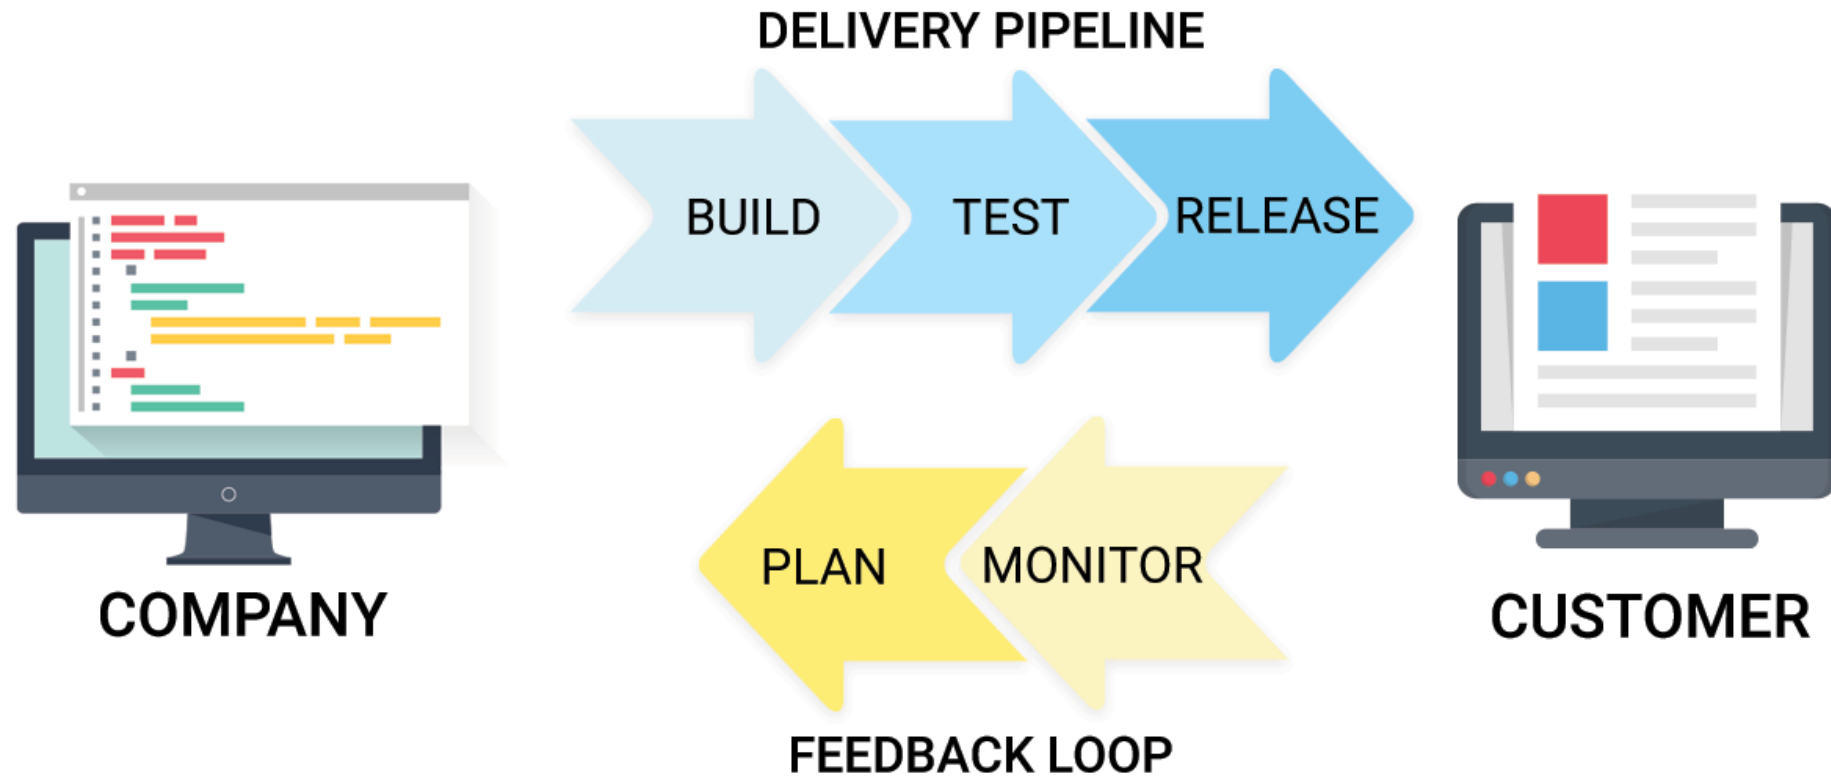 DELIVERY PIPELINE
BUILD
TEST
RELEASE
COMPANY
CUSTOMER
PLAN
MONITOR
FEEDBACK LOOP